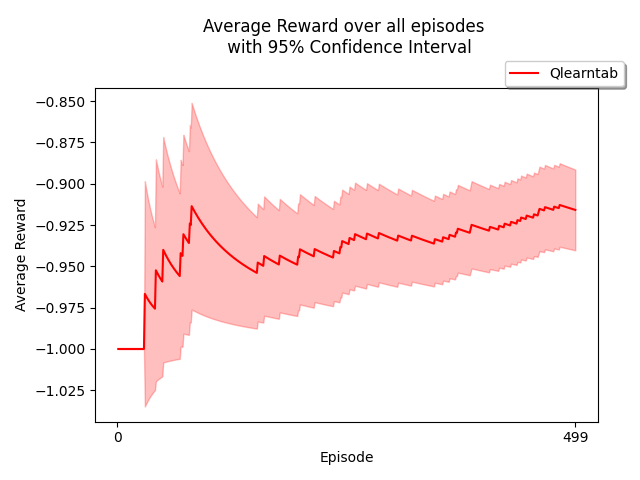 Average Reward over all episodes
with 95% Confidence Interval
Qlearntab
−0.850
−0.875
−0.900
−0.925
−0.950
−0.975
−1.000
−1.025
Average Reward
0
499
Episode